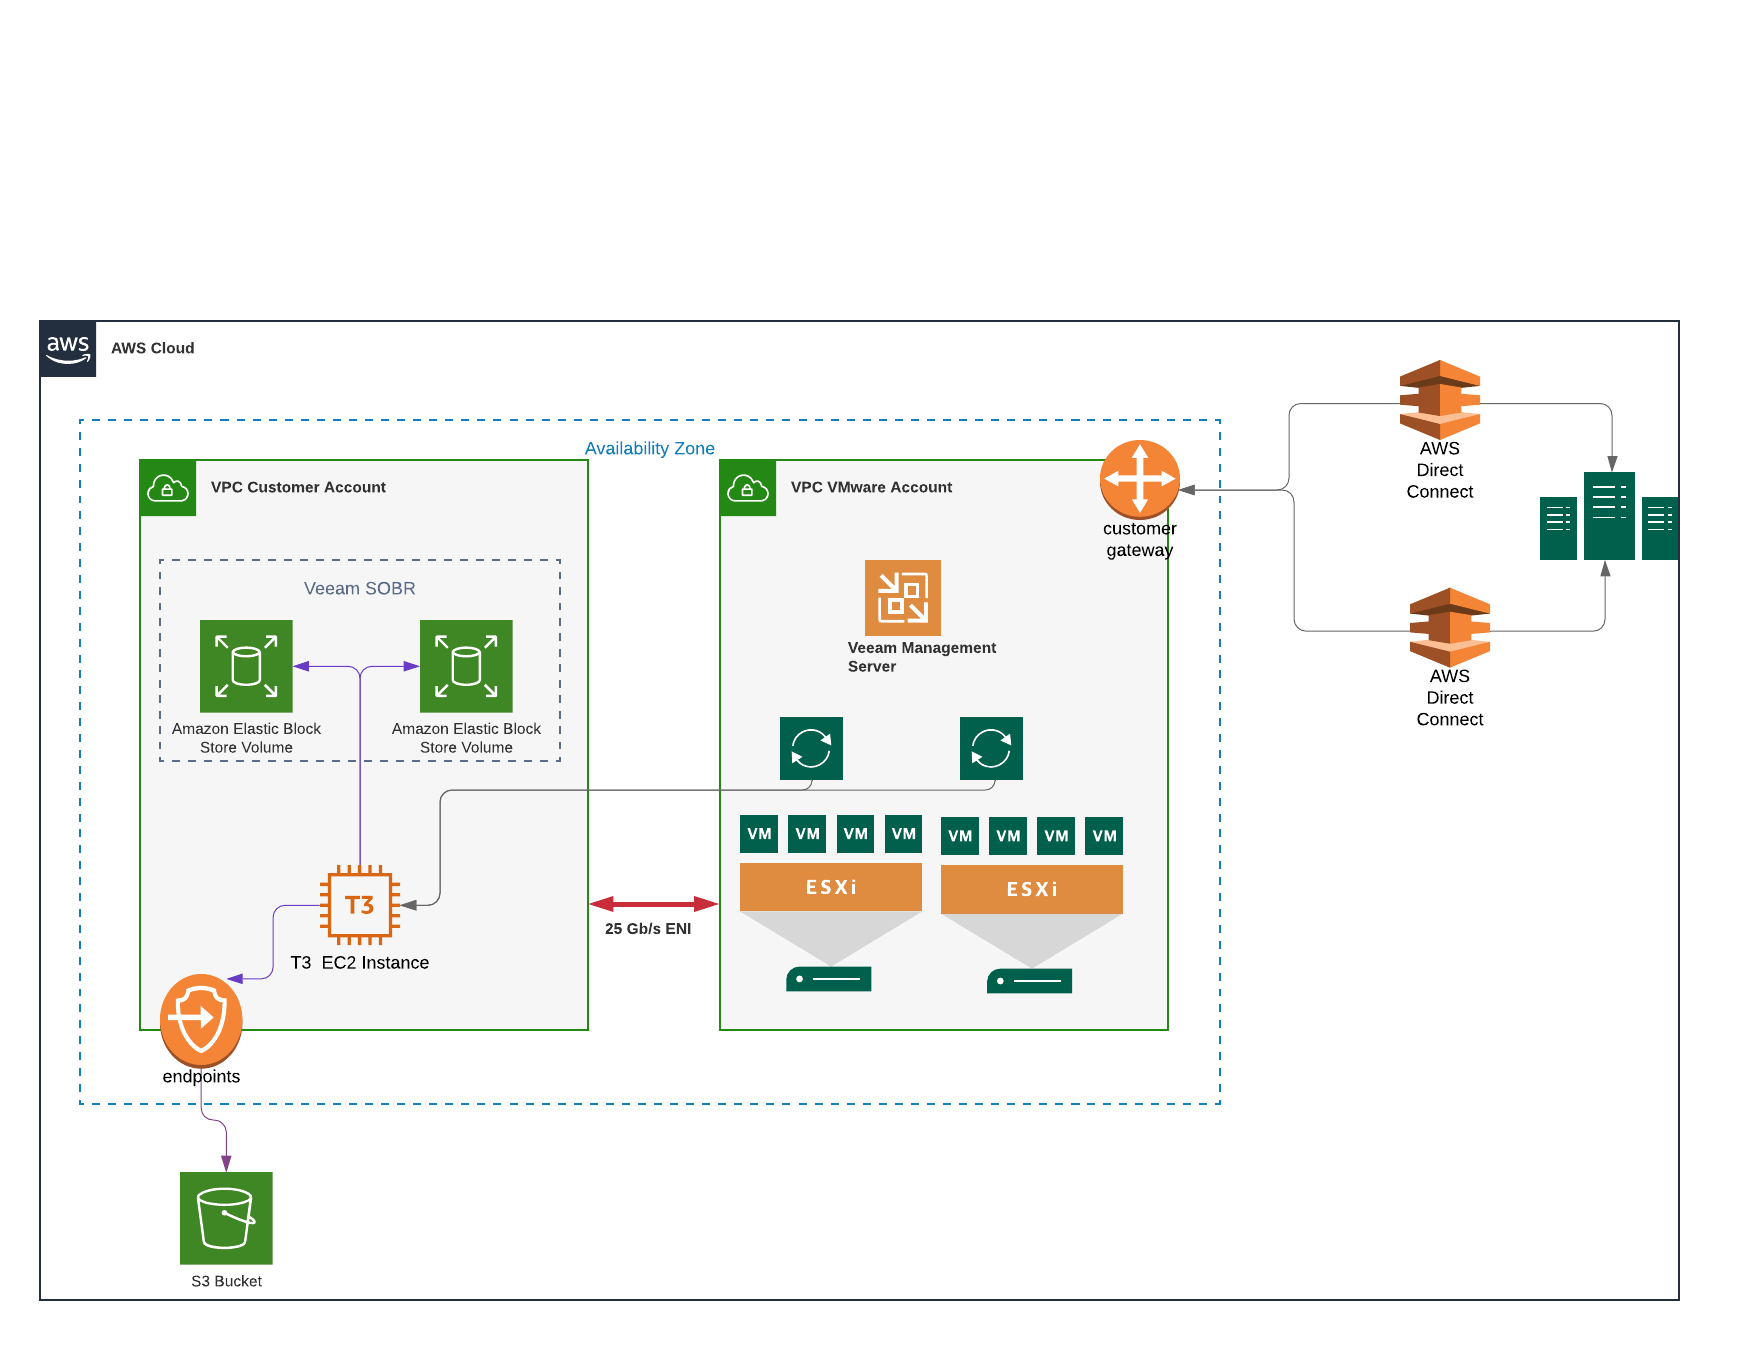 aws
AWS Cloud
Availability Zone
VPC Customer Account
VPC VMware Account
customer
gateway
AWS
Direct
Connect
AWS
Direct
Connect
Veeam SOBR
Amazon Elastic Block
Store Volume
Amazon Elastic Block
Store Volume
Veeam Management
Server
VM VM VM VM
VM VM VM VM
ESXi
ESXi
25 Gb/s ENI
T3
T3  EC2 Instance
endpoints
S3 Bucket